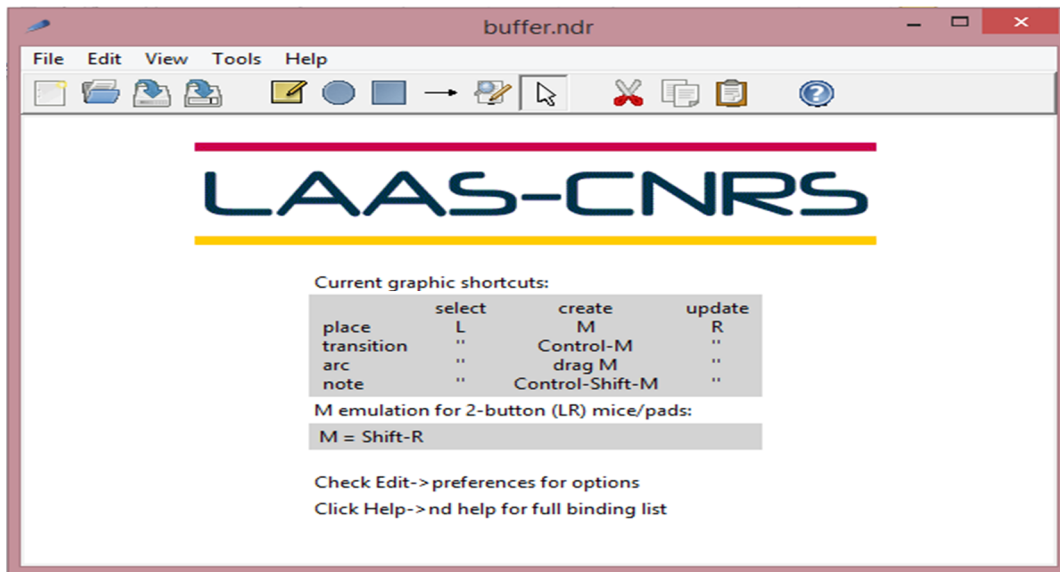 buffer.ndr
File Edit View Tools Help
LAAS-CNRS
Current graphic shortcuts:
select create update
place L M R
transition " Control-M "
arc " drag M "
note " Control-Shift-M "
M emulation for 2-button (LR) mice/pads:
M = Shift-R
Check Edit->preferences for options
Click Help->nd help for full binding list